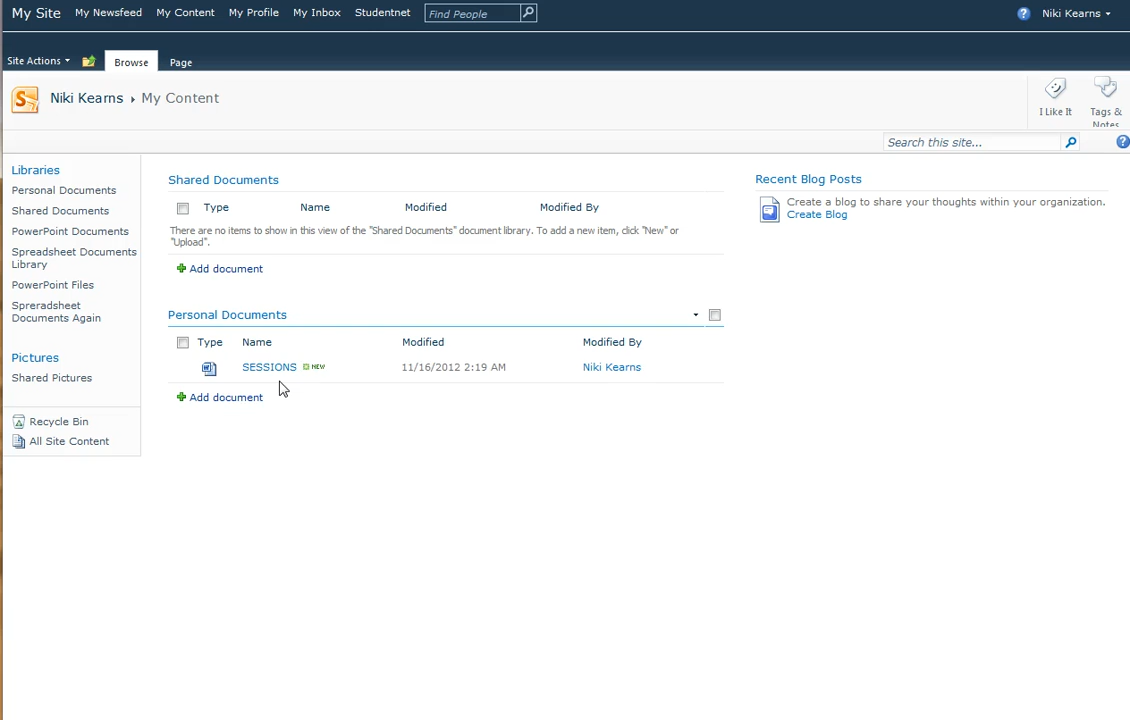 My Site My Newsfeed My Content My Profile My Inbox Studentnet Find People Niki Kearns
Site Actions Browse Page
Niki Kearns My Content
I Like It Tags &
Notes
Search this site...
Libraries
Personal Documents
Shared Documents
PowerPoint Documents
Spreadsheet Documents
Library
PowerPoint Files
Spreradsheet
Documents Again
Pictures
Shared Pictures
Recycle Bin
All Site Content
Shared Documents
Type Name Modified Modified By
There are no items to show in this view of the "Shared Documents" document library. To add a new item, click "New" or
"Upload".
Add document
Personal Documents
Type Name Modified Modified By
SESSIONS NEW 11/16/2012 2:19 AM Niki Kearns
Add document
Recent Blog Posts
Create a blog to share your thoughts within your organization.
Create Blog